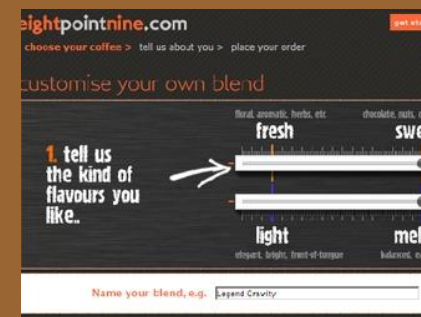 eightpointnine.com
get st
choose your coffee > tell us about you > place your order
customise your own blend
floral, aromatic, herbs, etc
chocolate, nuts,
fresh
swe
1. tell us
the kind of
flavours you
like..
light
mel
elegant, bright, front-of-tongue
balanced, e
Name your blend, e.g. Legend Gravity